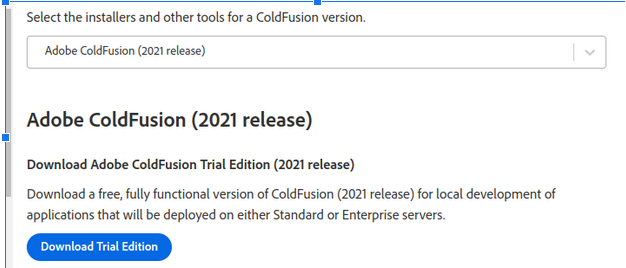 Select the installers and other tools for a ColdFusion version.
Adobe ColdFusion (2021 release)
Adobe ColdFusion (2021 release)
Download Adobe ColdFusion Trial Edition (2021 release)
Download a free, fully functional version of ColdFusion (2021 release) for local development of
applications that will be deployed on either Standard or Enterprise servers.
Download Trial Edition